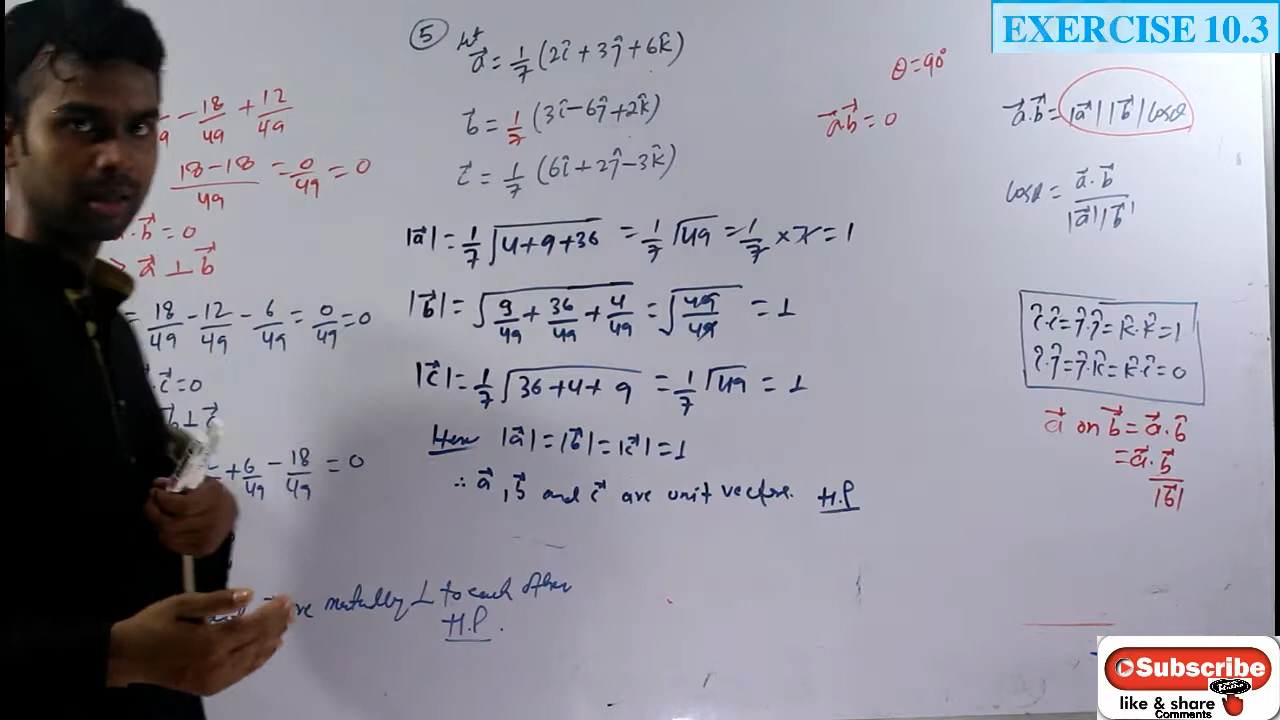 EXERCISE 10.3
⑤ let
a⃗ = 1/7 (2î + 3ĵ + 6k̂)
b⃗ = 1/7 (3î - 6ĵ + 2k̂)
c⃗ = 1/7 (6î + 2ĵ - 3k̂)
|a⃗| = 1/7 √(4+9+36) = 1/7 √49 = 1/7 × 7 = 1
|b⃗| = √(9/49 + 36/49 + 4/49) = √(49/49) = 1
|c⃗| = 1/7 √(36+4+9) = 1/7 √49 = 1
Here |a⃗| = |b⃗| = |c⃗| = 1
∴ a⃗, b⃗ and c⃗ are unit vectors. H.P
- 18/49 + 12/49
18-18/49 = 0/49 = 0
a⃗.b⃗ = 0
a⃗ ⊥ b⃗
= 18/49 - 12/49 - 6/49 = 0/49 = 0
.c⃗ = 0
⊥ c⃗
+ 6/49 - 18/49 = 0
mutually ⊥ to each other
H.P.
θ = 90°
a⃗.b⃗ = 0
a⃗.b⃗ = |a⃗| |b⃗| cosθ
cosθ = a⃗.b⃗/|a⃗||b⃗|
î.î = ĵ.ĵ = k̂.k̂ = 1
î.ĵ = ĵ.k̂ = k̂.î = 0
a⃗ on b⃗ = a⃗.b̂
= a⃗.b⃗/|b⃗|
Subscribe
like & share
Comments